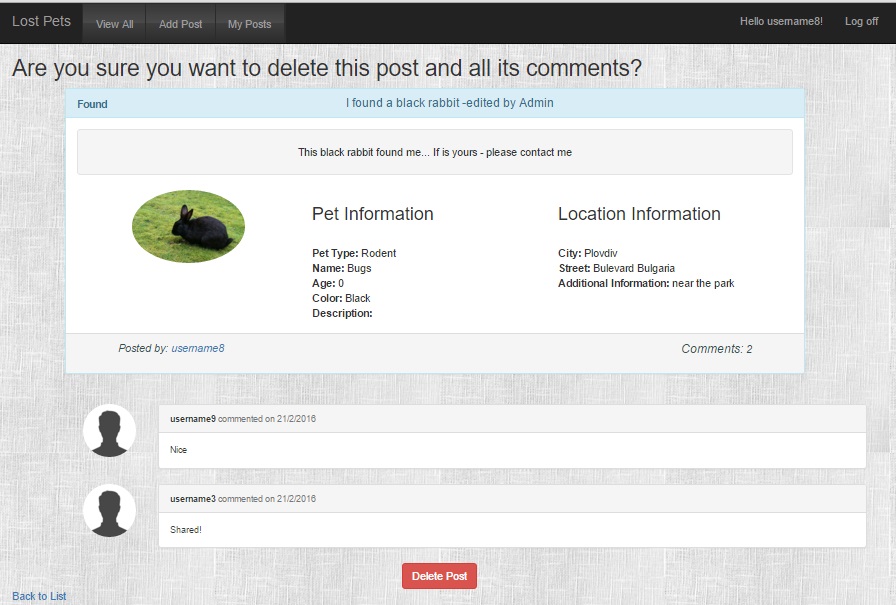 Lost Pets View All Add Post My Posts Hello username8! Log off
Are you sure you want to delete this post and all its comments?
Found I found a black rabbit -edited by Admin
This black rabbit found me... If is yours - please contact me
Pet Information
Pet Type: Rodent
Name: Bugs
Age: 0
Color: Black
Description:
Location Information
City: Plovdiv
Street: Bulevard Bulgaria
Additional Information: near the park
Posted by: username8 Comments: 2
username9 commented on 21/2/2016
Nice
username3 commented on 21/2/2016
Shared!
Delete Post
Back to List